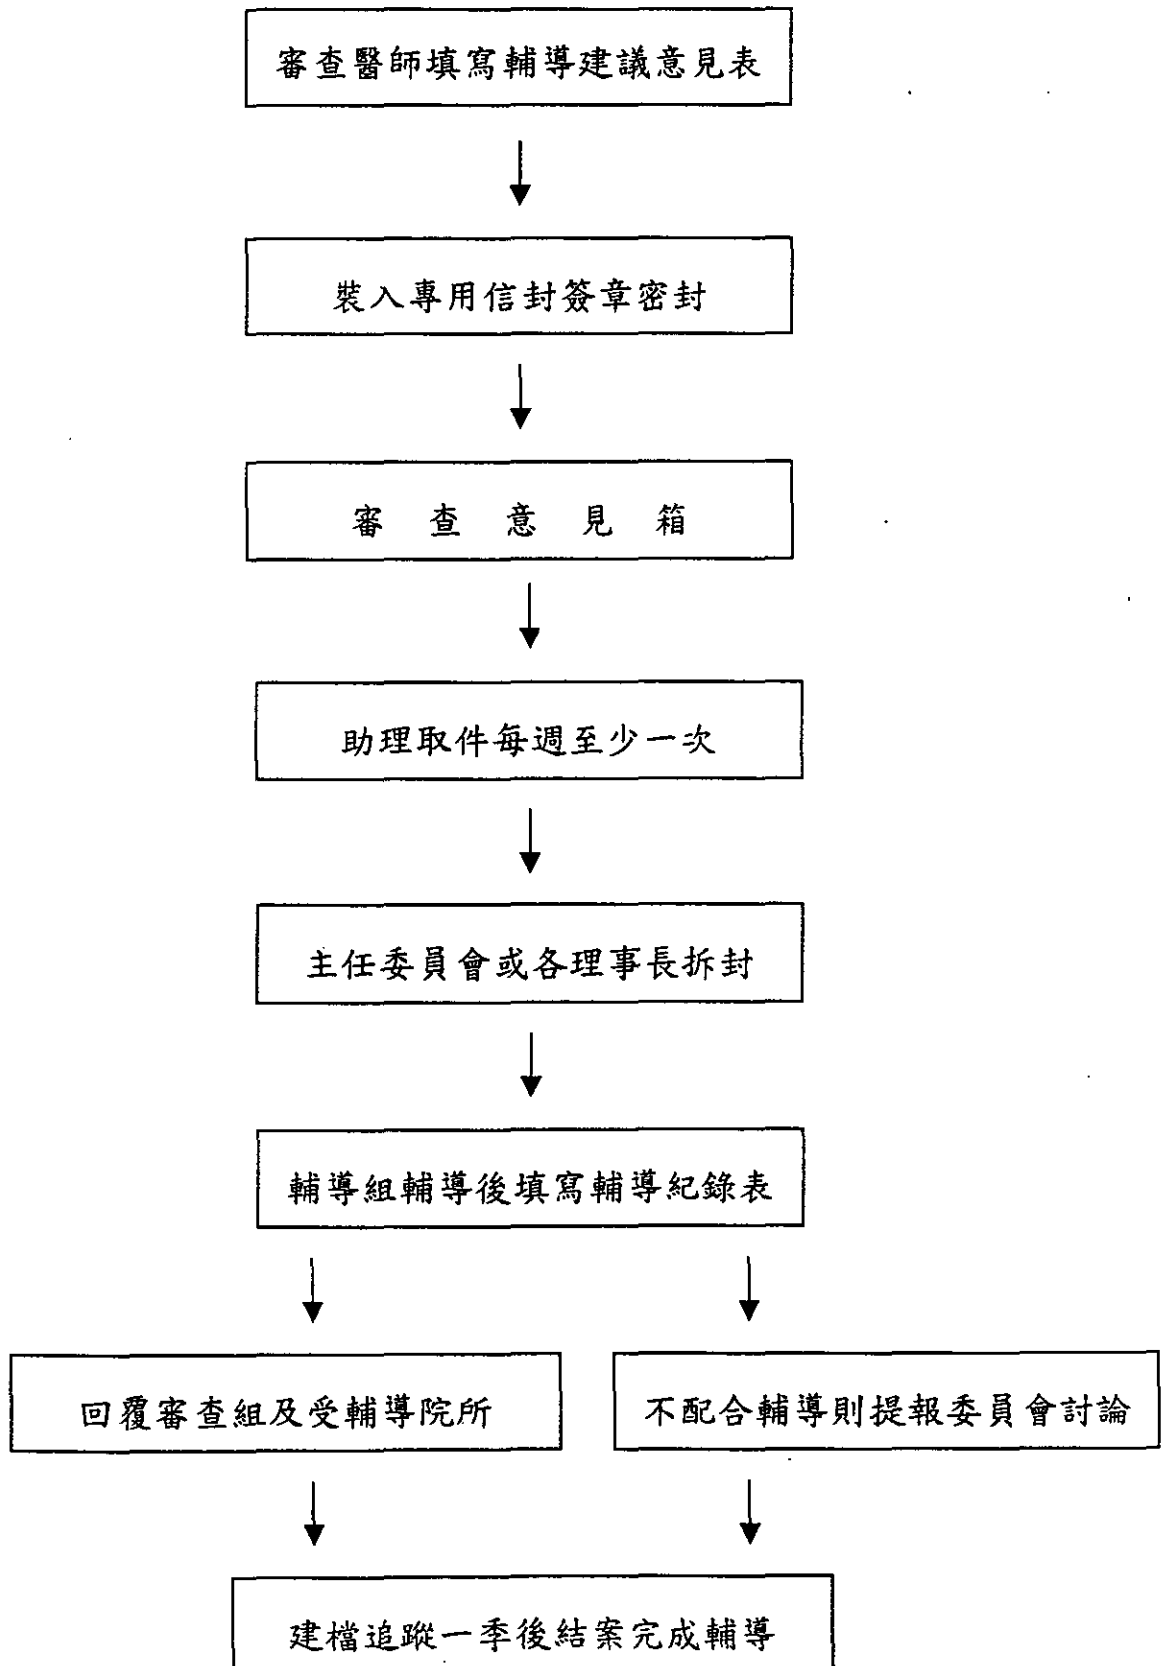 審查醫師填寫輔導建議意見表
裝入專用信封簽章密封
審查意見箱
助理取件每週至少一次
主任委員會或各理事長拆封
輔導組輔導後填寫輔導紀錄表
回覆審查組及受輔導院所
不配合輔導則提報委員會討論
建檔追蹤一季後結案完成輔導